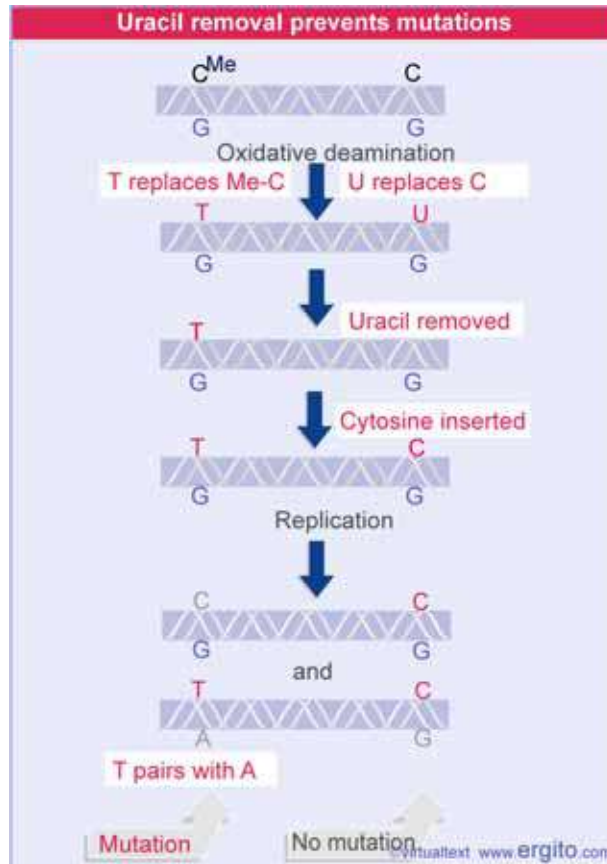 Uracil removal prevents mutations
CMe C
G G
Oxidative deamination
T replaces Me-C U replaces C
T U
G G
Uracil removed
T
G G
Cytosine inserted
T C
G G
Replication
C C
G G
and
T C
A G
T pairs with A
Mutation No mutation
©virtualtext www.ergito.com